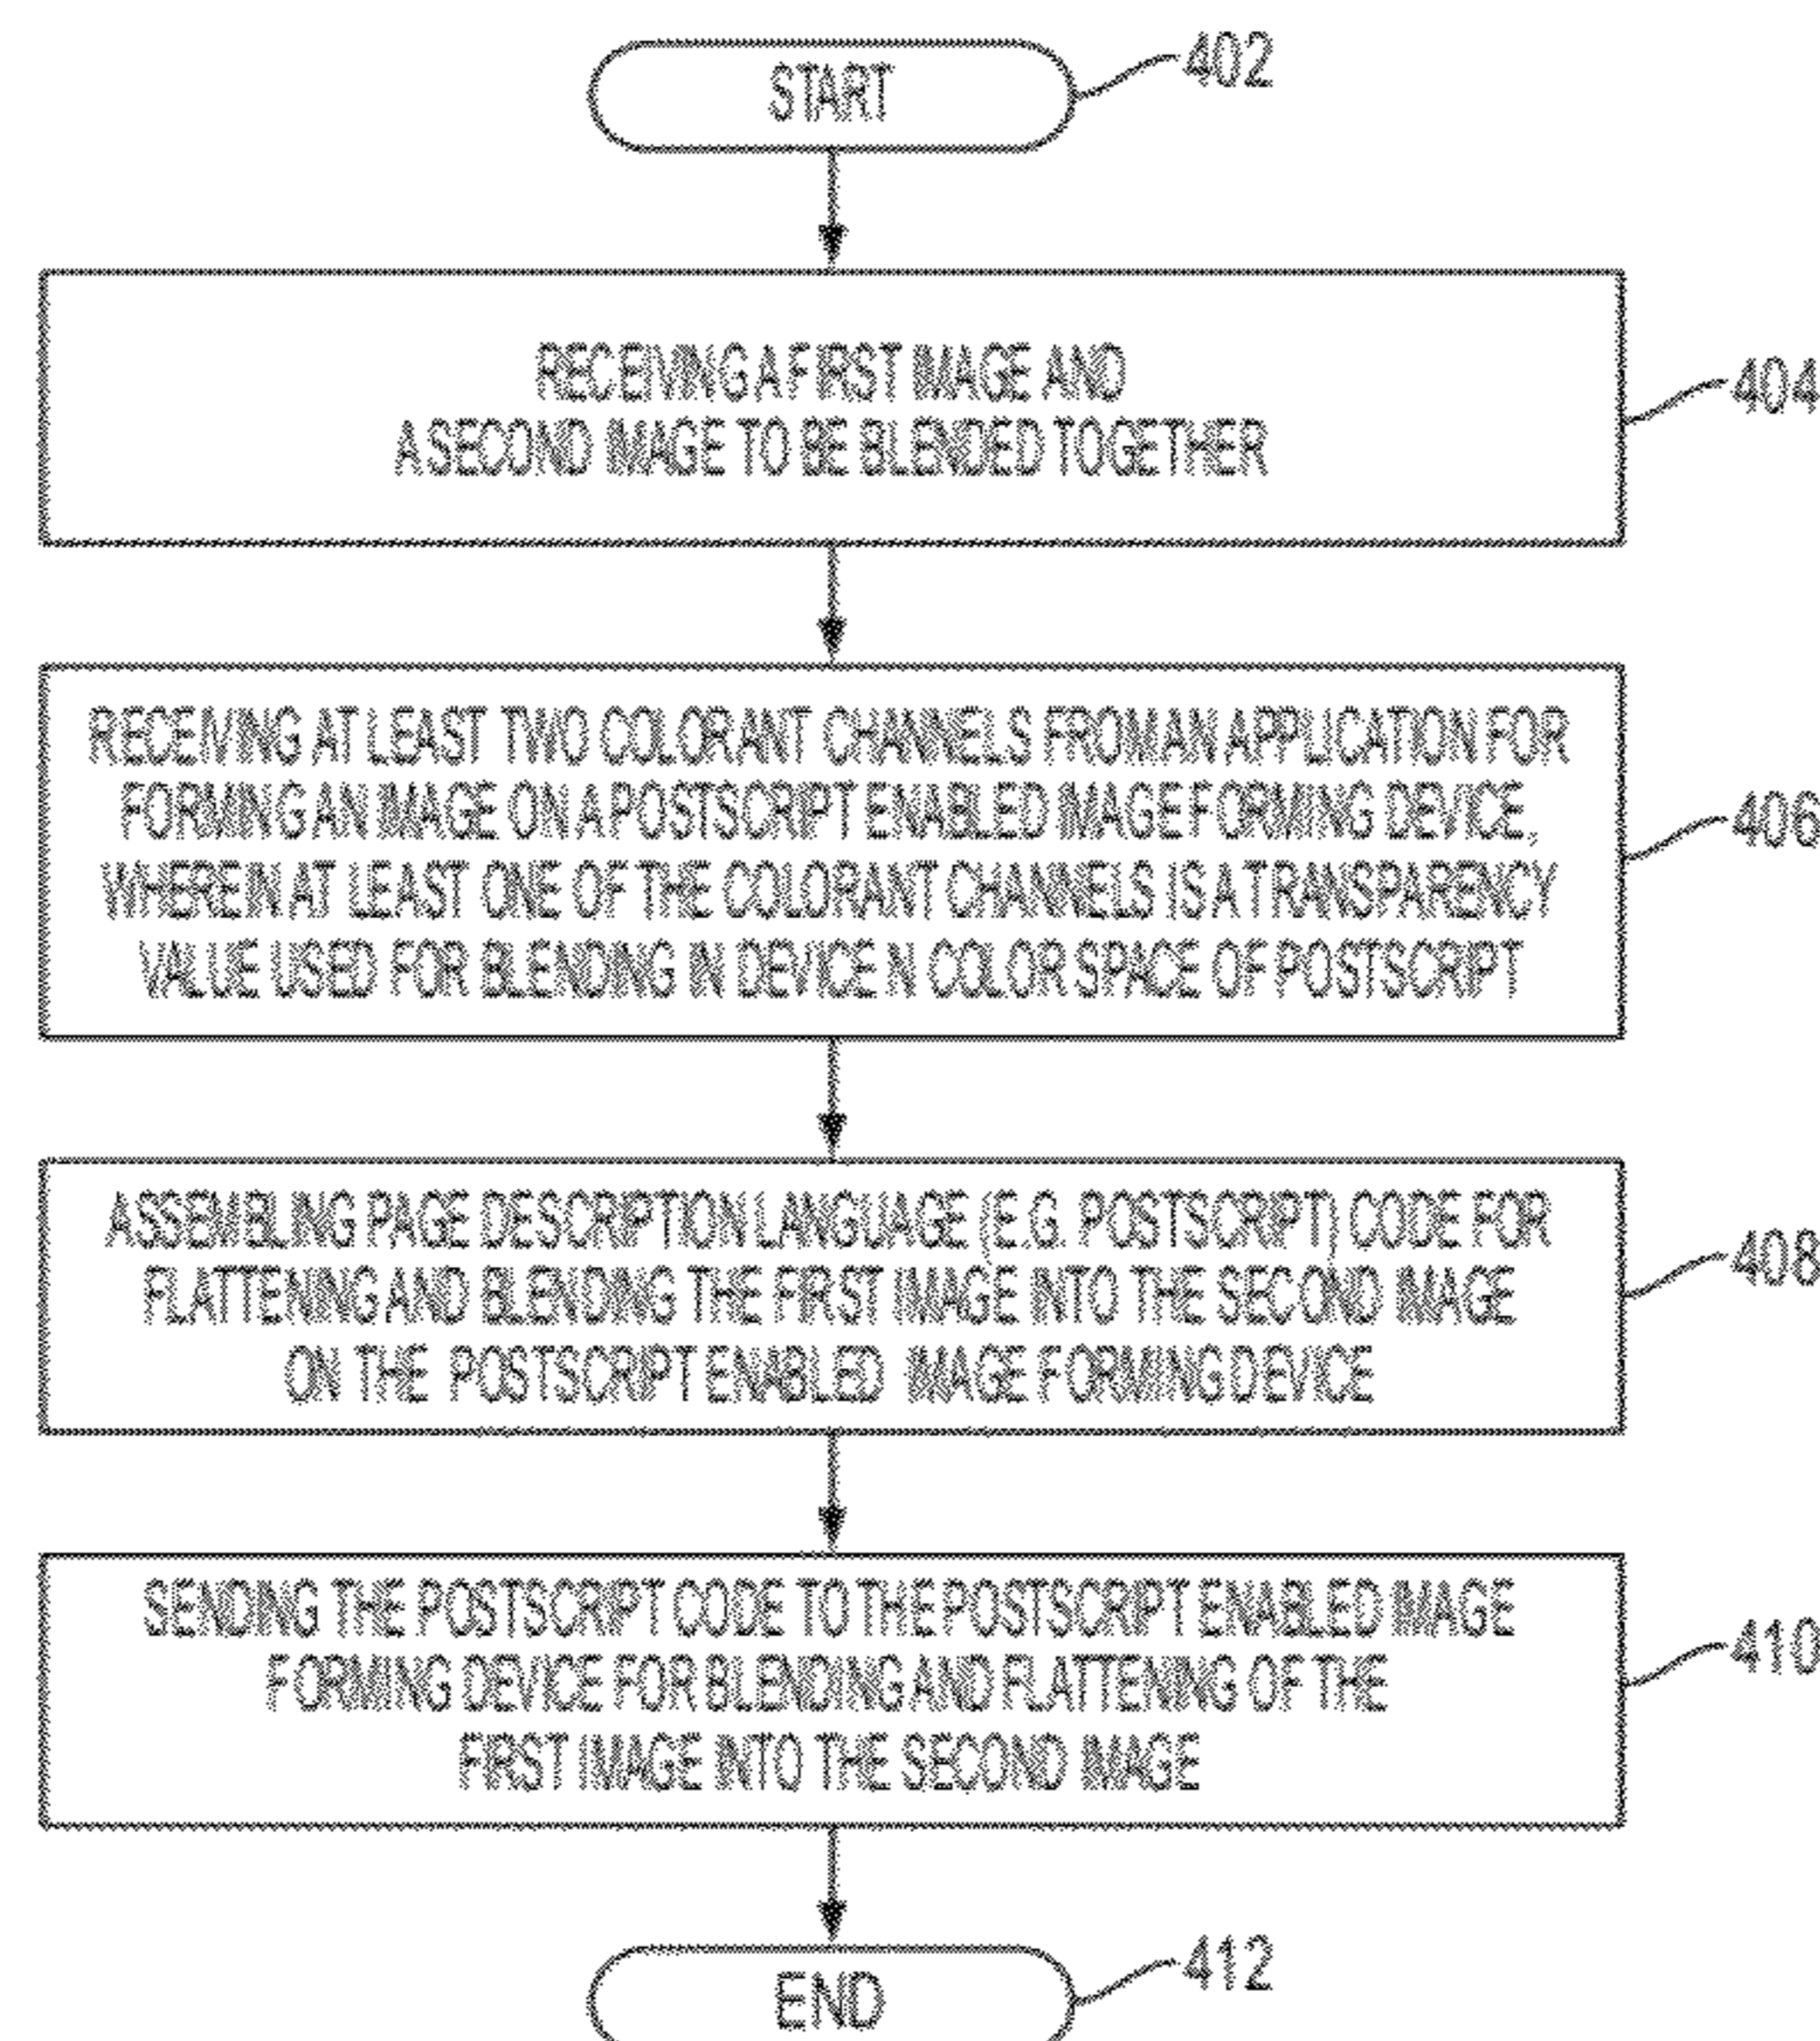 START
402
RECEIVING A FIRST IMAGE AND
A SECOND IMAGE TO BE BLENDED TOGETHER
404
RECEIVING AT LEAST TWO COLORANT CHANNELS FROM AN APPLICATION FOR
FORMING AN IMAGE ON A POSTSCRIPT ENABLED IMAGE FORMING DEVICE,
WHEREIN AT LEAST ONE OF THE COLORANT CHANNELS IS A TRANSPARENCY
VALUE USED FOR BLENDING IN DEVICE N COLOR SPACE OF POSTSCRIPT
406
ASSEMBLING PAGE DESCRIPTION LANGUAGE (E.G. POSTSCRIPT) CODE FOR
FLATTENING AND BLENDING THE FIRST IMAGE INTO THE SECOND IMAGE
ON THE POSTSCRIPT ENABLED IMAGE FORMING DEVICE
408
SENDING THE POSTSCRIPT CODE TO THE POSTSCRIPT ENABLED IMAGE
FORMING DEVICE FOR BLENDING AND FLATTENING OF THE
FIRST IMAGE INTO THE SECOND IMAGE
410
END
412